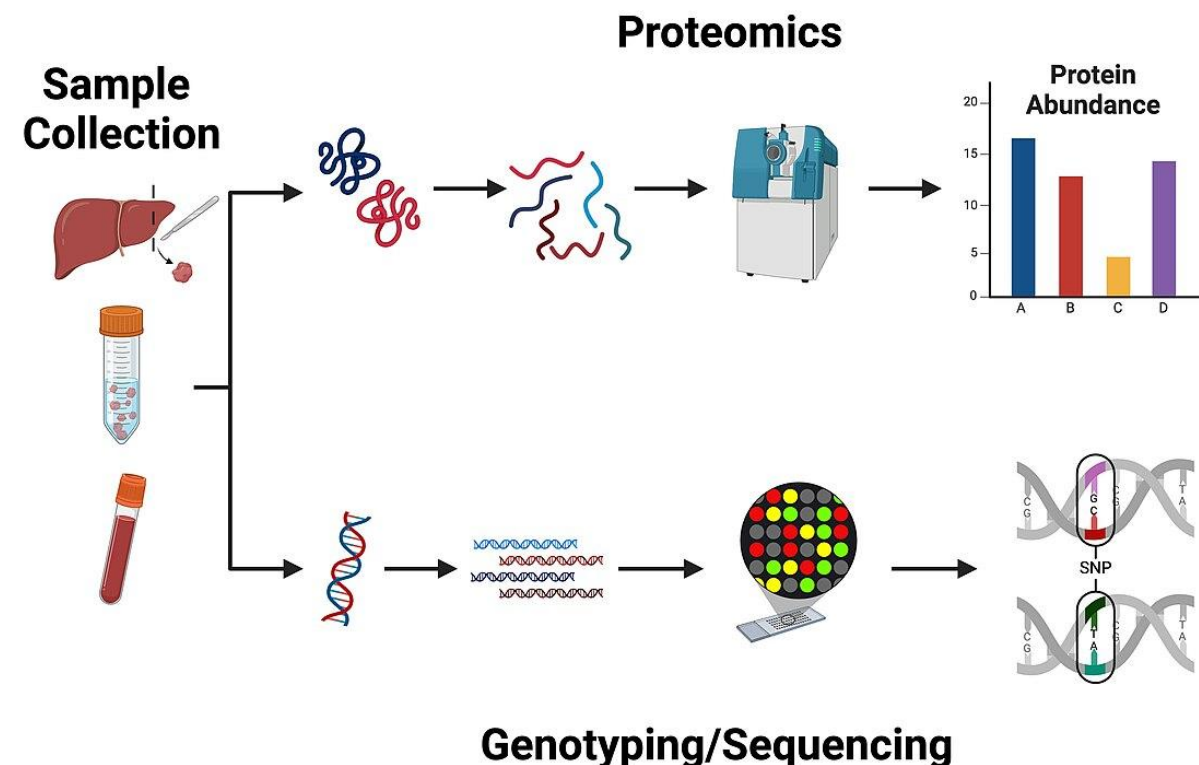 Proteomics
Sample
Collection
Protein
Abundance
20
15
10
5
0
A B C D
C
G
G
C
C
G
T
A
SNP
C
G
T
A
C
G
T
A
Genotyping/Sequencing